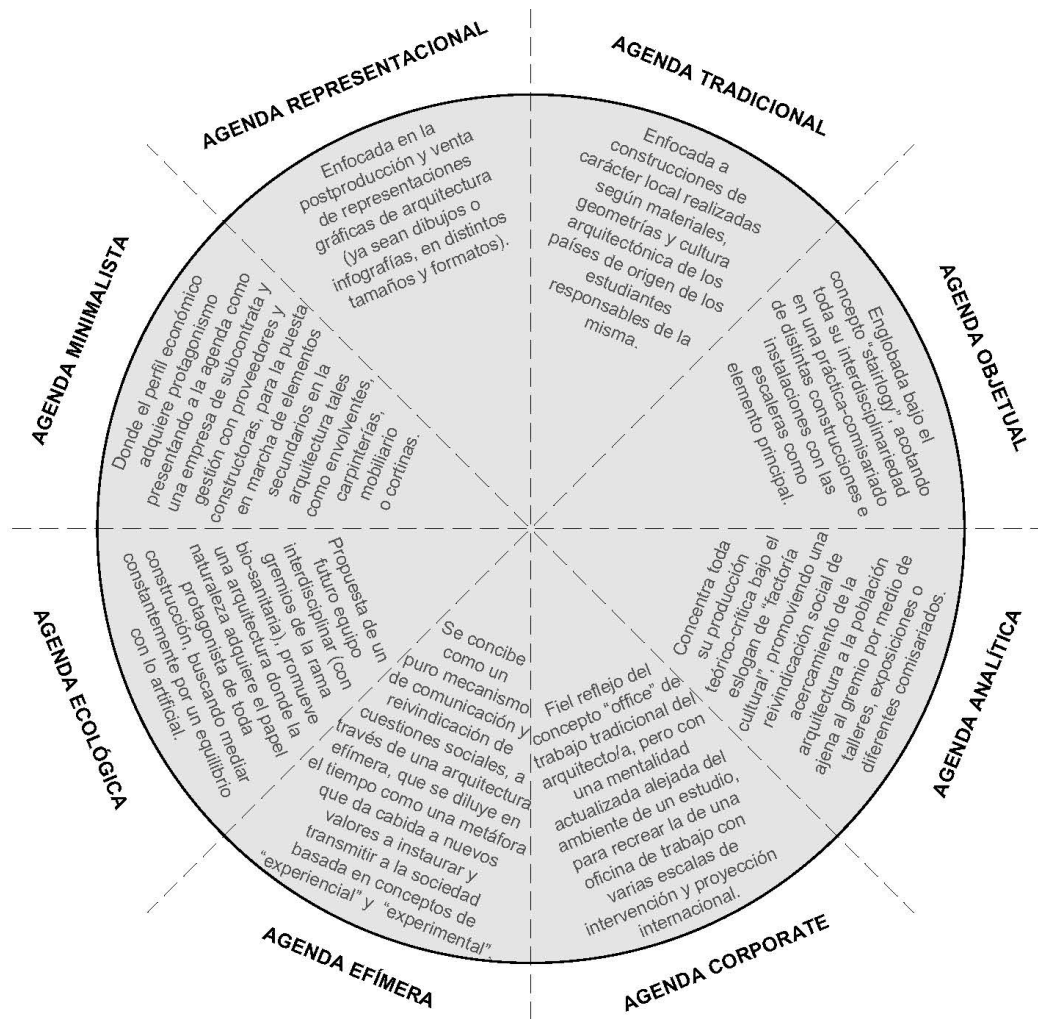 AGENDA REPRESENTACIONAL
Enfocada en la
postproducción y venta
de representaciones
gráficas de arquitectura
(ya sean dibujos o
infografías, en distintos
tamaños y formatos).
AGENDA TRADICIONAL
Enfocada a
construcciones de
carácter local realizadas
según materiales,
geometrías y cultura
arquitectónica de los
países de origen de los
estudiantes
responsables de la
misma.
AGENDA OBJETUAL
Englobada bajo el
concepto “stairlogy”, acotando
toda su interdisciplinariedad
en una práctica-comisariado
de distintas construcciones e
instalaciones con las
escaleras como
elemento principal.
AGENDA ANALÍTICA
Concentra toda
su producción
teórico-crítica bajo el
eslogan de “factoría
cultural”, promoviendo una
reivindicación social de
acercamiento de la
arquitectura a la población
ajena al gremio por medio de
talleres, exposiciones o
diferentes comisariados.
AGENDA CORPORATE
Fiel reflejo del
concepto “office” de
trabajo tradicional del
arquitecto/a, pero con
una mentalidad
actualizada alejada del
ambiente de un estudio,
para recrear la de una
oficina de trabajo con
varias escalas de
intervención y proyección
internacional.
AGENDA EFÍMERA
Se concibe
como un
puro mecanismo
de comunicación y
reivindicación de
cuestiones sociales, a
través de una arquitectura
efímera, que se diluye en
el tiempo como una metáfora
que da cabida a nuevos
valores a instaurar y
transmitir a la sociedad
basada en conceptos de
“experiencial” y “experimental”.
AGENDA ECOLÓGICA
Propuesta de un
futuro equipo
interdisciplinar (con
gremios de la rama
bio-sanitaria), promueve
una arquitectura donde la
naturaleza adquiere el papel
protagonista de toda
construcción, buscando mediar
constantemente por un equilibrio
con lo artificial.
AGENDA MINIMALISTA
Donde el perfil económico
adquiere protagonismo
presentando a la agenda como
una empresa de subcontrata y
gestión con proveedores y
constructoras, para la puesta
en marcha de elementos
secundarios en la
arquitectura tales
como envolventes,
carpinterías,
mobiliario
o cortinas.